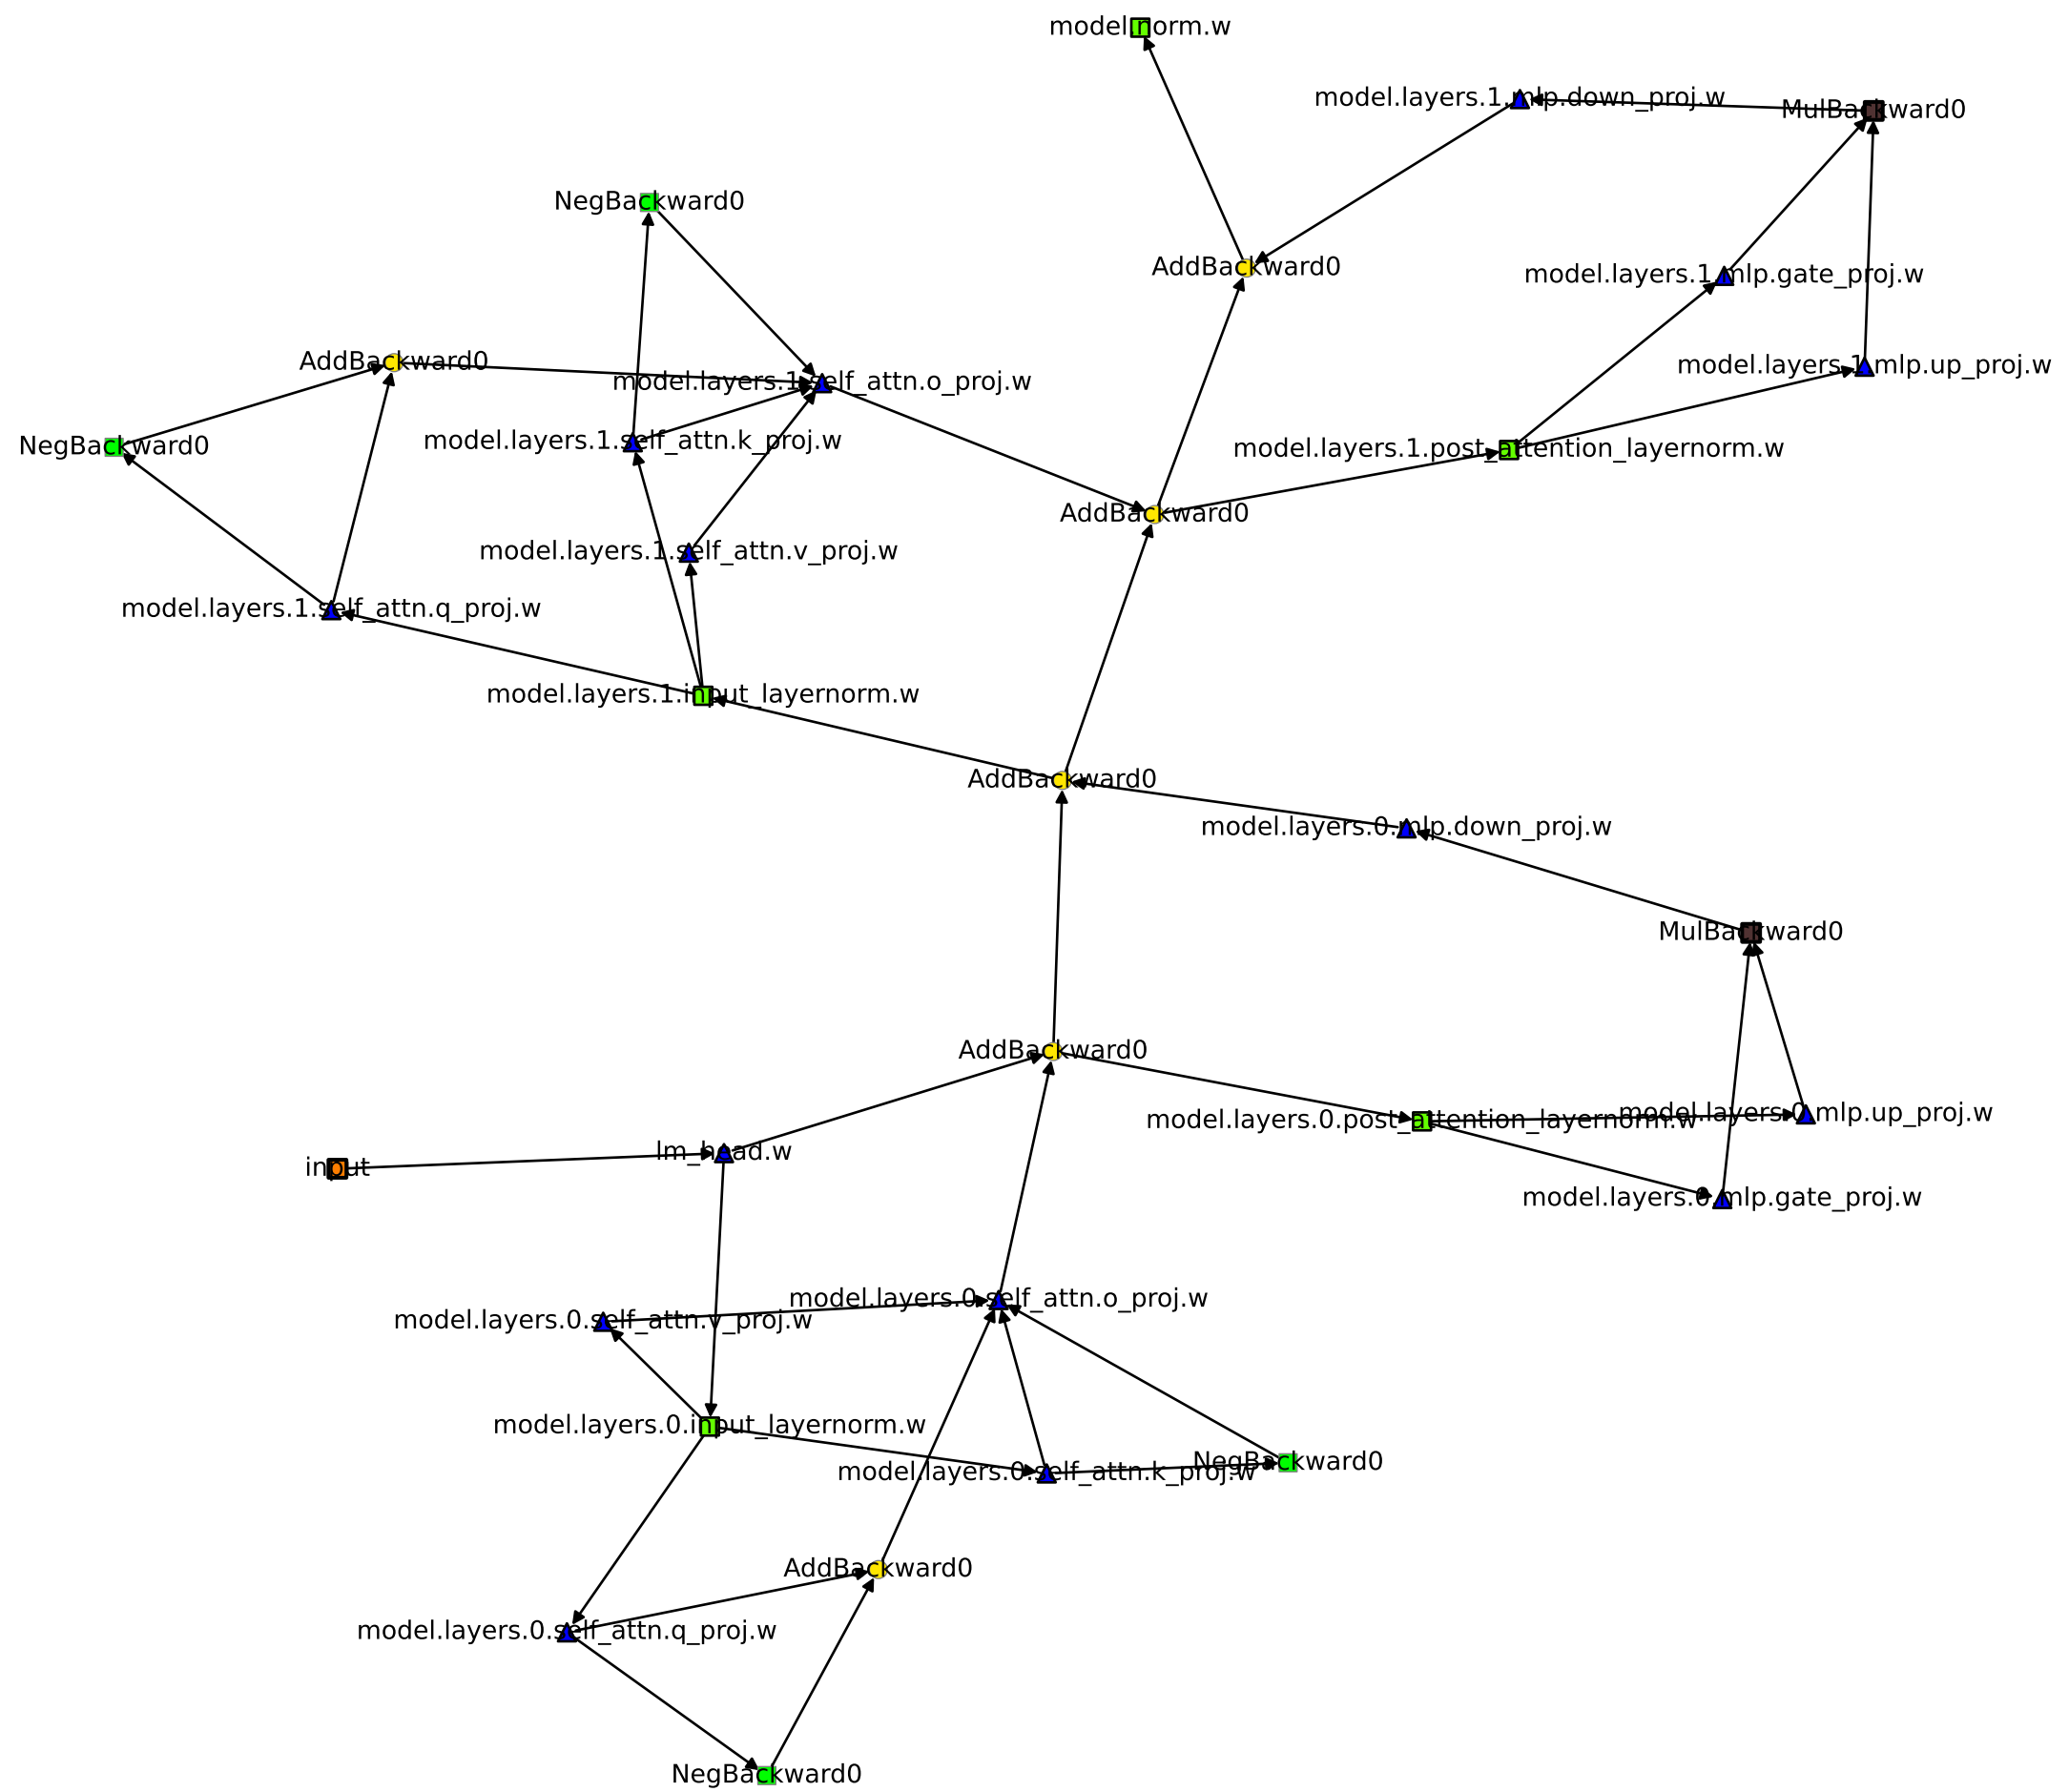 model.norm.w
model.layers.1.mlp.down_proj.w
MulBackward0
NegBackward0
AddBackward0
model.layers.1.mlp.gate_proj.w
AddBackward0
model.layers.1.mlp.up_proj.w
model.layers.1.self_attn.o_proj.w
model.layers.1.self_attn.k_proj.w
NegBackward0
model.layers.1.post_attention_layernorm.w
AddBackward0
model.layers.1.self_attn.v_proj.w
model.layers.1.self_attn.q_proj.w
model.layers.1.input_layernorm.w
AddBackward0
model.layers.0.mlp.down_proj.w
MulBackward0
AddBackward0
model.layers.0.post_attention_layernorm.w
model.layers.0.mlp.up_proj.w
lm_head.w
input
model.layers.0.mlp.gate_proj.w
model.layers.0.self_attn.o_proj.w
model.layers.0.self_attn.v_proj.w
model.layers.0.input_layernorm.w
NegBackward0
model.layers.0.self_attn.k_proj.w
AddBackward0
model.layers.0.self_attn.q_proj.w
NegBackward0